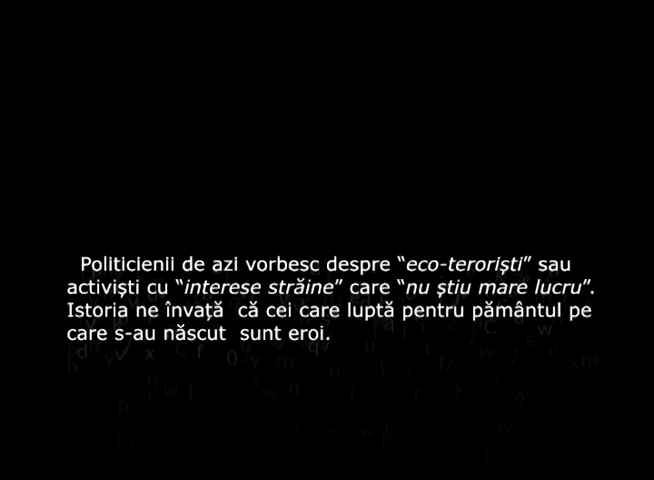 Politicienii de azi vorbesc despre “eco-teroriști” sau
activiști cu “interese străine” care “nu știu mare lucru”.
Istoria ne învață  că cei care luptă pentru pământul pe
care s-au născut  sunt eroi.